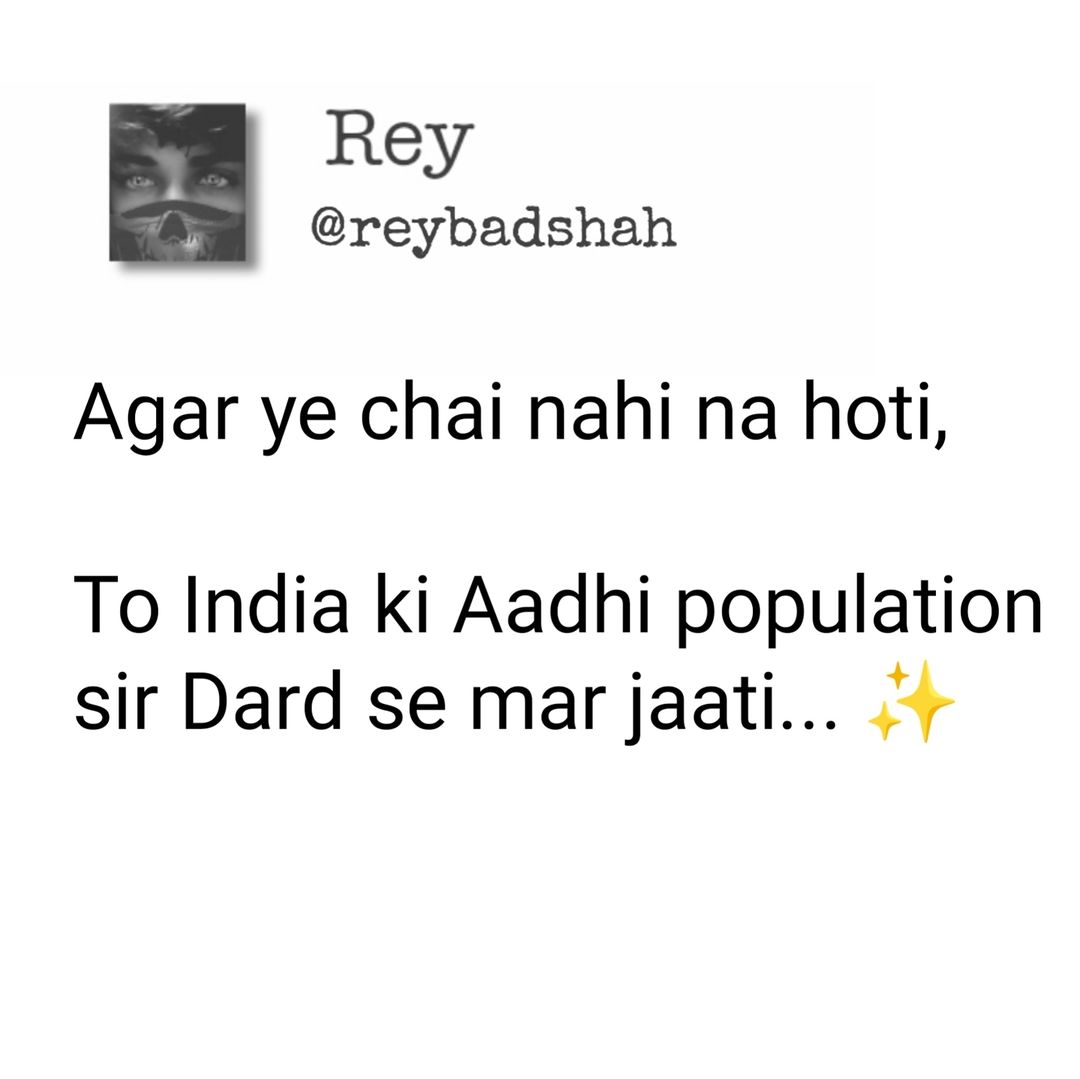 Rey
@reybadshah
Agar ye chai nahi na hoti,
To India ki Aadhi population
sir Dard se mar jaati... ✨